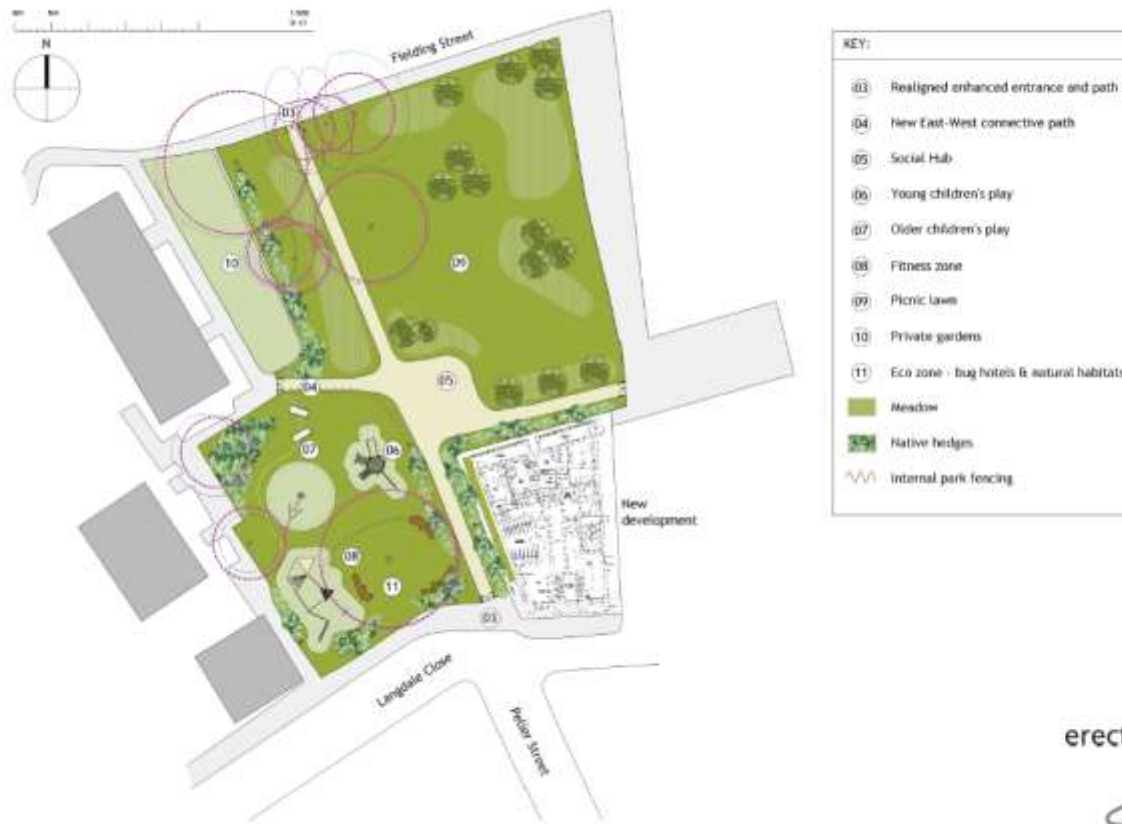 N
Fielding Street
03
10
09
04
05
07
06
08
11
03
New
development
Langdale Close
Pelier Street
KEY:
03 Realigned enhanced entrance and path
04 New East-West connective path
05 Social Hub
06 Young children's play
07 Older children's play
08 Fitness zone
09 Picnic lawn
10 Private gardens
11 Eco zone - bug hotels & natural habitats
Meadow
Native hedges
Internal park fencing
erect